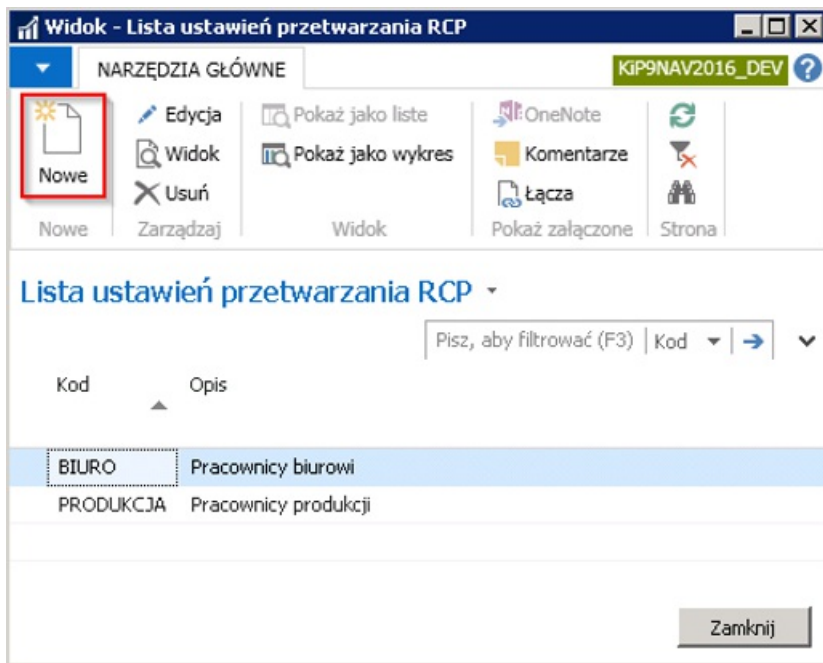 Widok - Lista ustawień przetwarzania RCP
NARZĘDZIA GŁÓWNE
KiP9NAV2016_DEV
Nowe
Edycja
Widok
Usuń
Pokaż jako liste
Pokaż jako wykres
OneNote
Komentarze
Łącza
Nowe
Zarządzaj
Widok
Pokaż załączone
Strona
Lista ustawień przetwarzania RCP
Pisz, aby filtrować (F3) Kod
Kod Opis
BIURO Pracownicy biurowi
PRODUKCJA Pracownicy produkcji
Zamknij